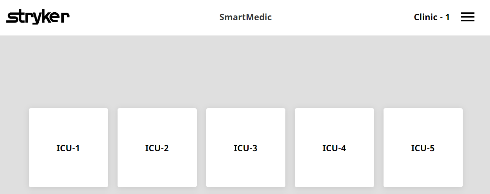 stryker SmartMedic Clinic - 1
ICU-1 ICU-2 ICU-3 ICU-4 ICU-5